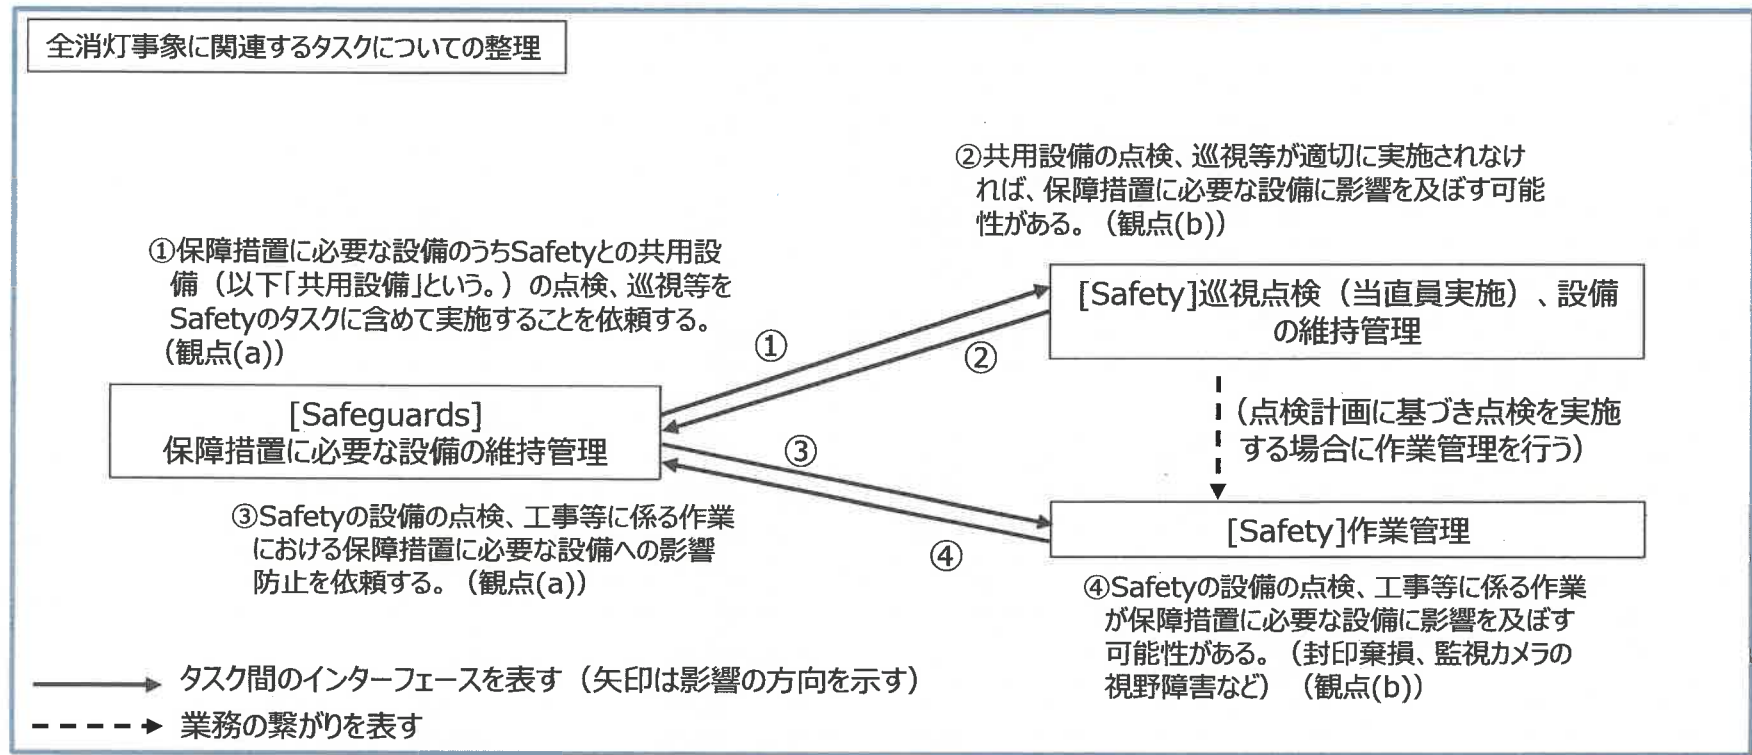 全消灯事象に関連するタスクについての整理
②共用設備の点検、巡視等が適切に実施されなけ
れば、保障措置に必要な設備に影響を及ぼす可能
性がある。（観点(b)）
①保障措置に必要な設備のうちSafetyとの共用設
備（以下「共用設備」という。）の点検、巡視等を
Safetyのタスクに含めて実施することを依頼する。
（観点(a)）
[Safety]巡視点検（当直員実施）、設備
の維持管理
①
②
[Safeguards]
保障措置に必要な設備の維持管理
（点検計画に基づき点検を実施
する場合に作業管理を行う）
③
④
③Safetyの設備の点検、工事等に係る作業
における保障措置に必要な設備への影響
防止を依頼する。（観点(a)）
[Safety]作業管理
④Safetyの設備の点検、工事等に係る作業
が保障措置に必要な設備に影響を及ぼす
可能性がある。（封印棄損、監視カメラの
視野障害など）（観点(b)）
タスク間のインターフェースを表す（矢印は影響の方向を示す）
業務の繋がりを表す